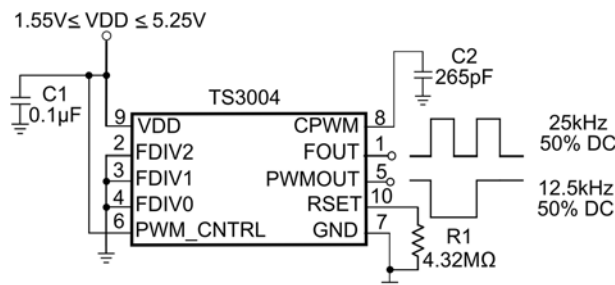 1.55V≤ VDD ≤ 5.25V
C1
0.1µF
TS3004
C2
265pF
9 VDD
2 FDIV2
3 FDIV1
4 FDIV0
6 PWM_CNTRL
CPWM 8
FOUT 1
PWMOUT 5
RSET 10
GND 7
25kHz
50% DC
12.5kHz
50% DC
R1
4.32MΩ